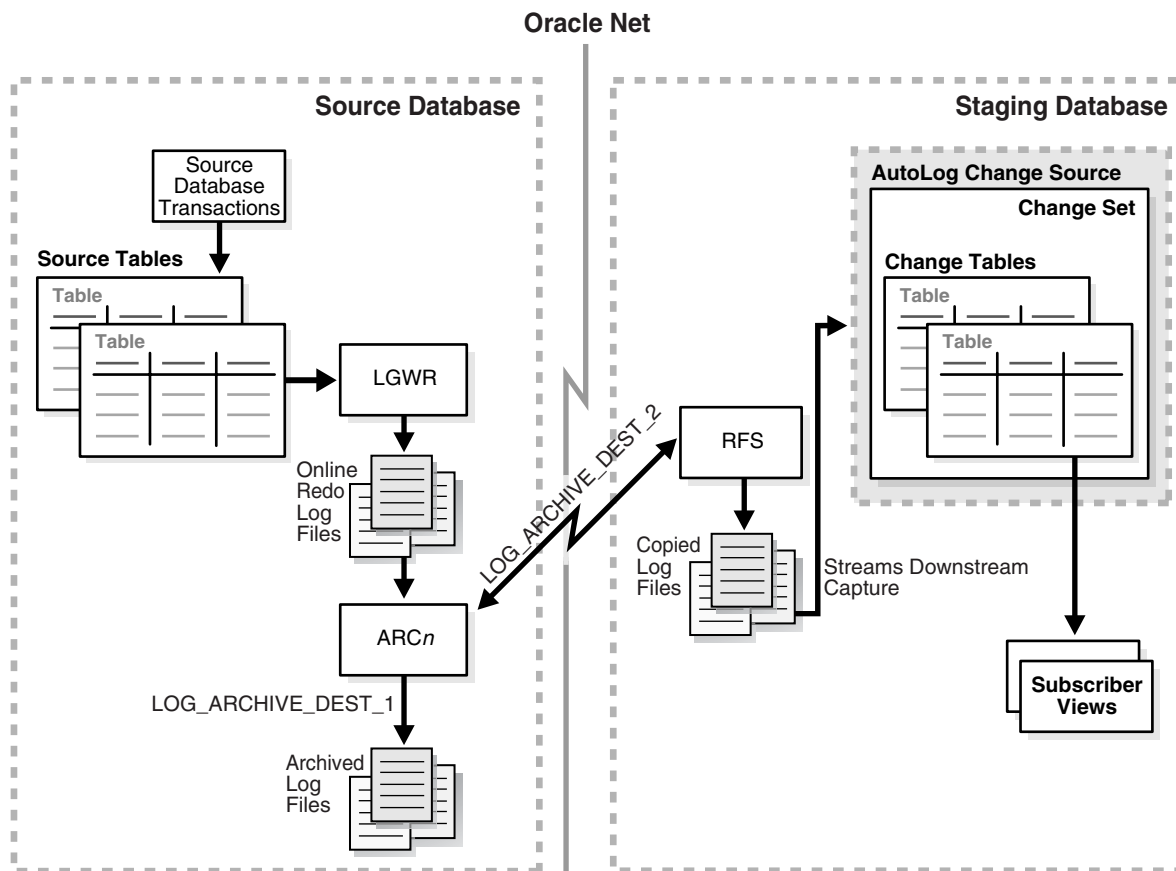 Oracle Net
Source Database
Source
Database
Transactions
Source Tables
Table
Table
LGWR
Online
Redo
Log
Files
ARCn
LOG_ARCHIVE_DEST_1
Archived
Log
Files
LOG_ARCHIVE_DEST_2
Staging Database
AutoLog Change Source
Change Set
Change Tables
Table
Table
RFS
Copied
Log
Files
Streams Downstream
Capture
Subscriber
Views